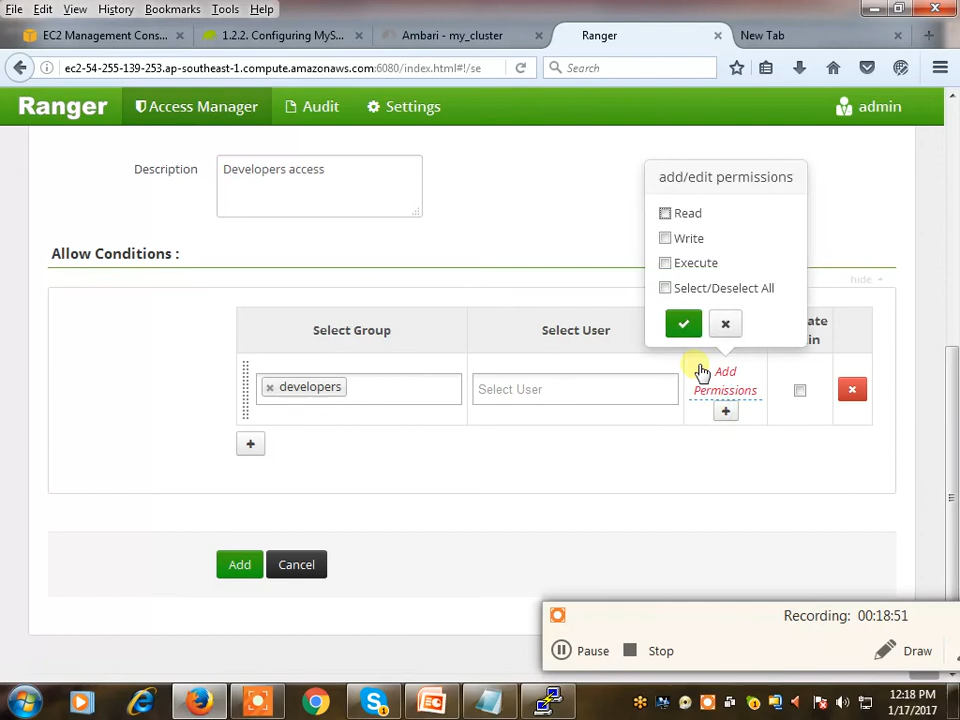 File Edit View History Bookmarks Tools Help
EC2 Management Cons... 1.2.2. Configuring MyS... Ambari - my_cluster Ranger New Tab
ec2-54-255-139-253.ap-southeast-1.compute.amazonaws.com:6080/index.html#!/se Search
Ranger Access Manager Audit Settings admin
Description Developers access
add/edit permissions
Read
Write
Execute
Select/Deselect All
Allow Conditions :
hide
Select Group Select User
developers Select User Add
Permissions
Add Cancel
Recording: 00:18:51
Pause Stop Draw
12:18 PM
1/17/2017